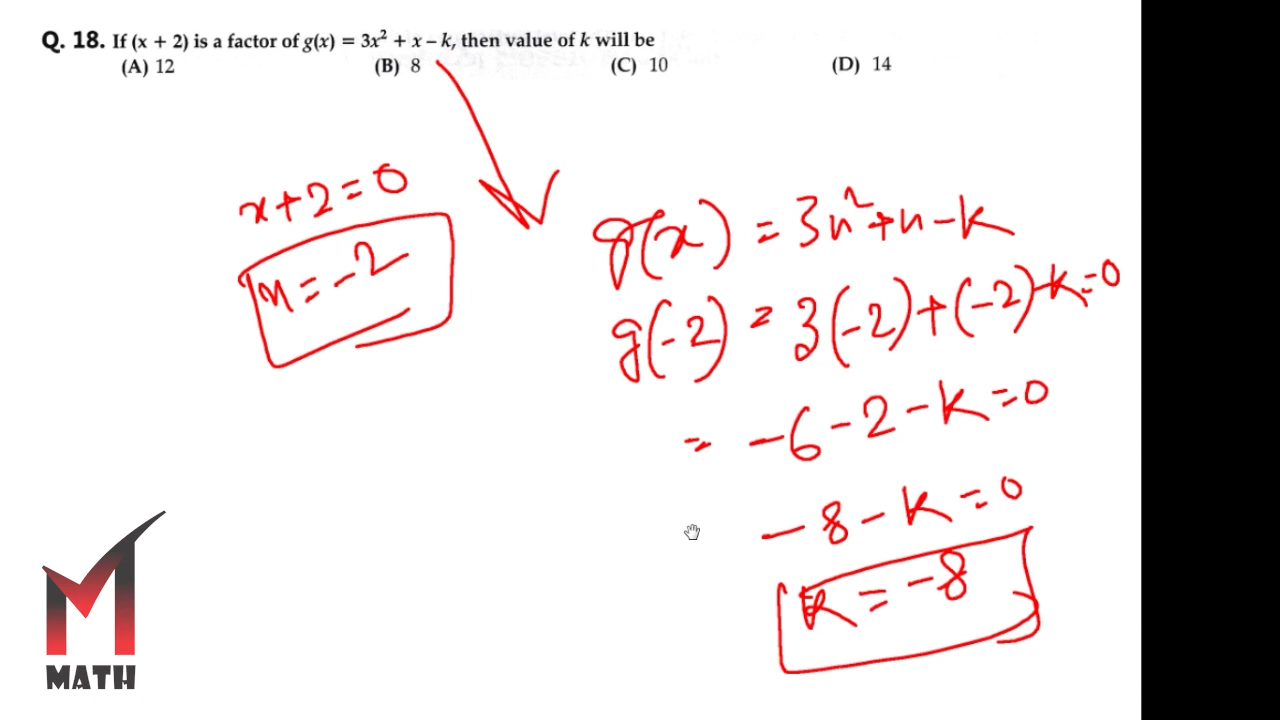 Q. 18. If (x + 2) is a factor of g(x) = 3x² + x – k, then value of k will be
(A) 12 (B) 8 (C) 10 (D) 14
x+2=0
x=-2
g(x) = 3x²+x-k
g(-2) = 3(-2)+(-2)-k=0
= -6-2-k=0
-8-k=0
k=-8
MATH